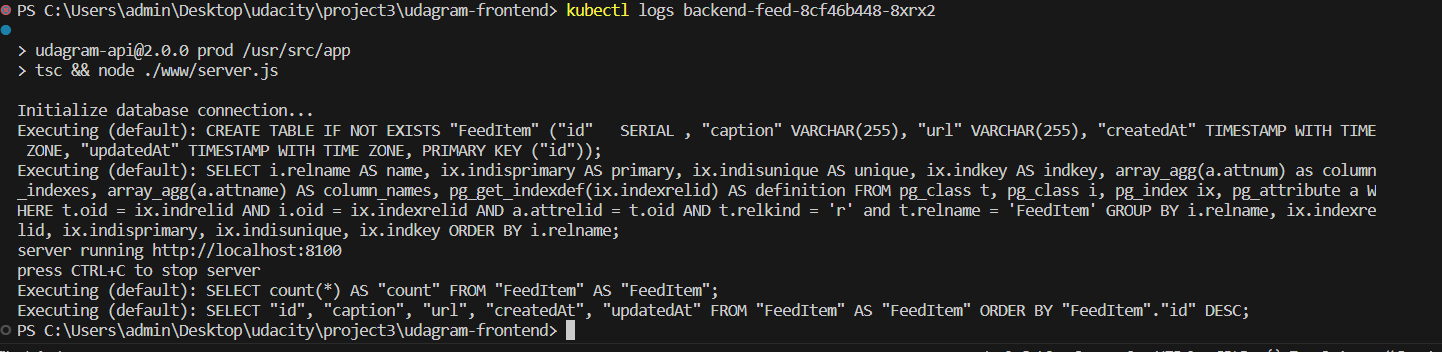 PS C:\Users\admin\Desktop\udacity\project3\udagram-frontend> kubectl logs backend-feed-8cf46b448-8xrx2
> udagram-api@2.0.0 prod /usr/src/app
> tsc && node ./www/server.js
Initialize database connection...
Executing (default): CREATE TABLE IF NOT EXISTS "FeedItem" ("id"   SERIAL , "caption" VARCHAR(255), "url" VARCHAR(255), "createdAt" TIMESTAMP WITH TIME
 ZONE, "updatedAt" TIMESTAMP WITH TIME ZONE, PRIMARY KEY ("id"));
Executing (default): SELECT i.relname AS name, ix.indisprimary AS primary, ix.indisunique AS unique, ix.indkey AS indkey, array_agg(a.attnum) as column
_indexes, array_agg(a.attname) AS column_names, pg_get_indexdef(ix.indexrelid) AS definition FROM pg_class t, pg_class i, pg_index ix, pg_attribute a W
HERE t.oid = ix.indrelid AND i.oid = ix.indexrelid AND a.attrelid = t.oid AND t.relkind = 'r' and t.relname = 'FeedItem' GROUP BY i.relname, ix.indexre
lid, ix.indisprimary, ix.indisunique, ix.indkey ORDER BY i.relname;
server running http://localhost:8100
press CTRL+C to stop server
Executing (default): SELECT count(*) AS "count" FROM "FeedItem" AS "FeedItem";
Executing (default): SELECT "id", "caption", "url", "createdAt", "updatedAt" FROM "FeedItem" AS "FeedItem" ORDER BY "FeedItem"."id" DESC;
PS C:\Users\admin\Desktop\udacity\project3\udagram-frontend>